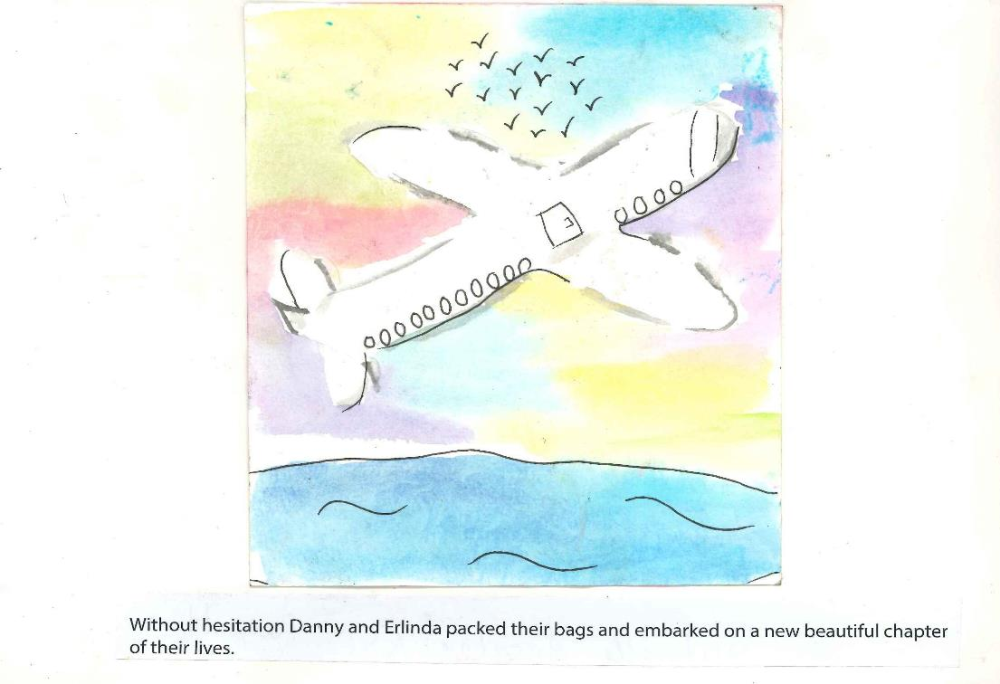 Without hesitation Danny and Erlinda packed their bags and embarked on a new beautiful chapter
of their lives.